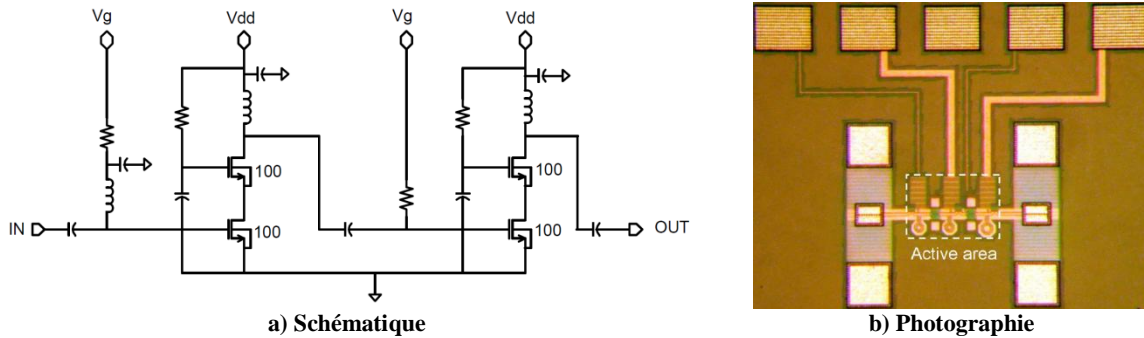 Vg Vdd Vg Vdd
100 100
IN 100 100 OUT
Active area
a) Schématique b) Photographie